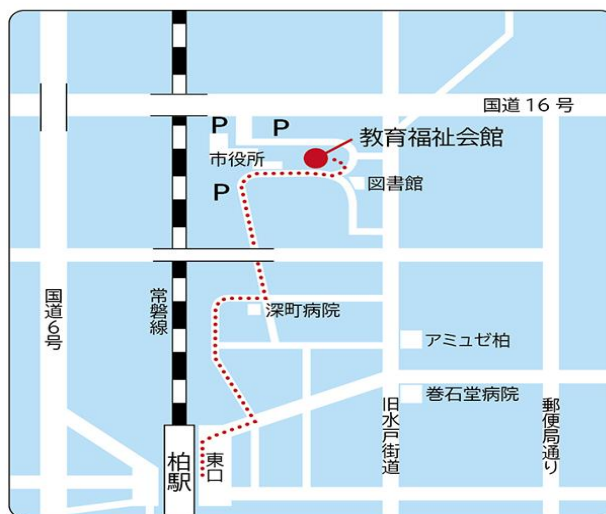 国道16号
P
P
教育福祉会館
市役所
図書館
P
国道6号
常磐線
深町病院
アミュゼ柏
巻石堂病院
旧水戸街道
郵便局通り
柏駅
東口